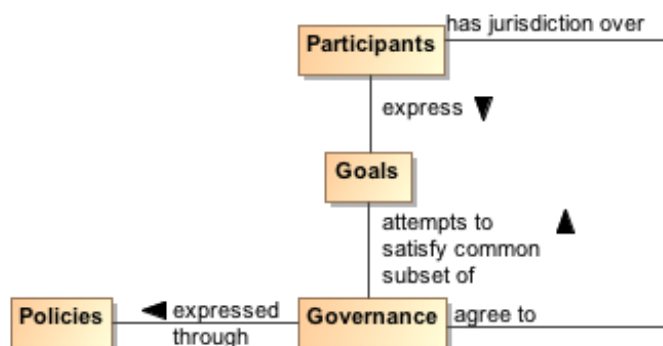 Participants
has jurisdiction over
express
Goals
attempts to
satisfy common
subset of
Policies
expressed
through
Governance
agree to